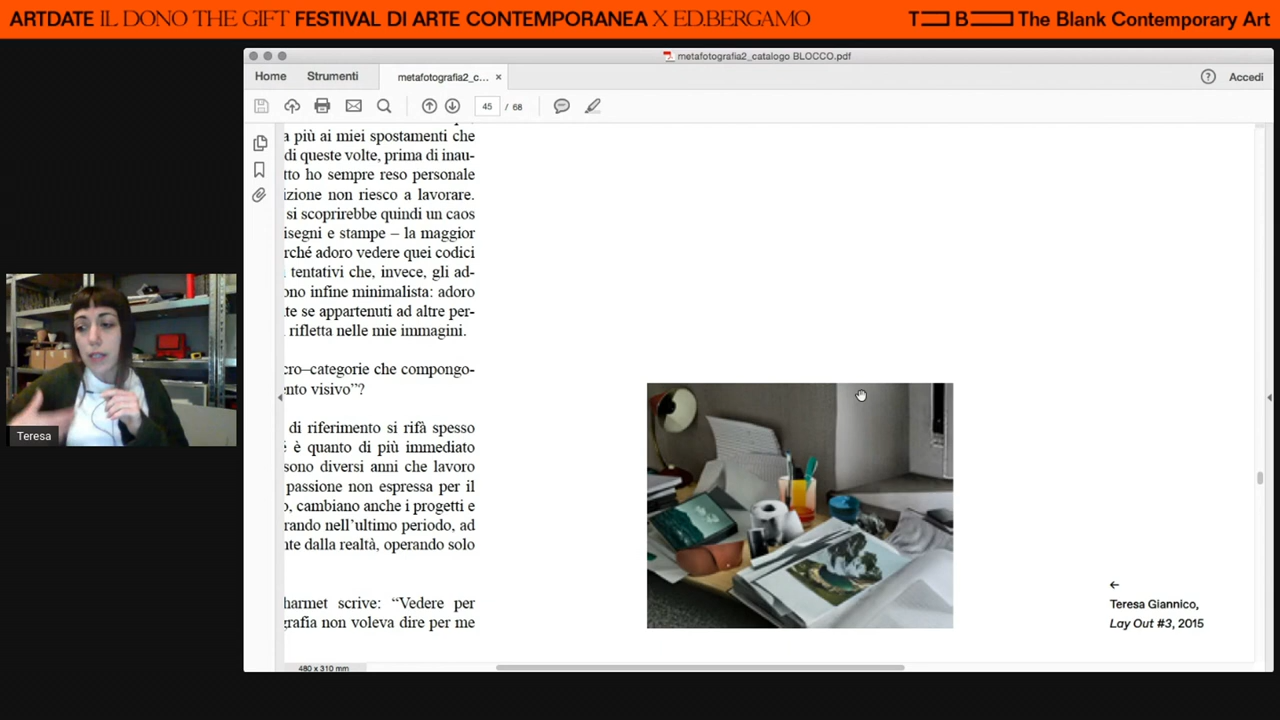 ARTDATE IL DONO THE GIFT FESTIVAL DI ARTE CONTEMPORANEA X ED.BERGAMO
The Blank Contemporary Art
metafotografia2_catalogo BLOCCO.pdf
Home Strumenti metafotografia2_c... × ? Accedi
45 / 68
a più ai miei spostamenti che
di queste volte, prima di inau-
tto ho sempre reso personale
izione non riesco a lavorare.
si scoprirebbe quindi un caos
isegni e stampe – la maggior
rché adoro vedere quei codici
tentativi che, invece, gli ad-
ono infine minimalista: adoro
te se appartenuti ad altre per-
rifletta nelle mie immagini.
cro–categorie che compongo-
ento visivo”?
di riferimento si rifà spesso
é è quanto di più immediato
sono diversi anni che lavoro
passione non espressa per il
o, cambiano anche i progetti e
rando nell’ultimo periodo, ad
nte dalla realtà, operando solo
harmet scrive: “Vedere per
grafia non voleva dire per me
Teresa
←
Teresa Giannico,
Lay Out #3, 2015
480 x 310 mm